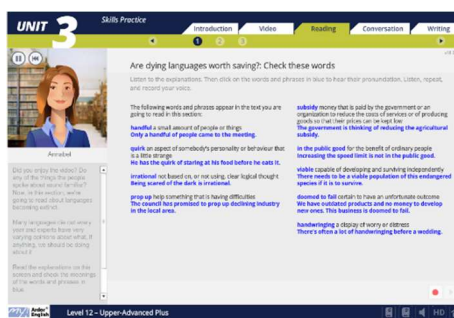 UNIT 3
Skills Practice
Introduction
Video
Reading
Conversation
Writing
1
2
3
Are dying languages worth saving?: Check these words
Listen to the explanations. Then click on the words and phrases in blue to hear their pronunciation. Listen, repeat,
and record your voice.
Annabel
Did you enjoy the video? Do
any of the things the people
spoke about sound familiar?
Now, in this section, we're
going to read about languages
becoming extinct.
Many languages die out every
year and experts have very
varying opinions about what, if
anything, we should be doing
about it.
Read the explanations on this
screen and check the meanings
of the words and phrases in
blue.
The following words and phrases appear in the text you are
going to read in this section:
handful a small amount of people or things
Only a handful of people came to the meeting.
quirk an aspect of somebody's personality or behaviour that
is a little strange
He has the quirk of staring at his food before he eats it.
irrational not based on, or not using, clear logical thought
Being scared of the dark is irrational.
prop up help something that is having difficulties
The council has promised to prop up declining industry
in the local area.
subsidy money that is paid by the government or an
organization to reduce the costs of services or of producing
goods so that their prices can be kept low
The government is thinking of reducing the agricultural
subsidy.
in the public good for the benefit of ordinary people
Increasing the speed limit is not in the public good.
viable capable of developing and surviving independently
There needs to be a viable population of this endangered
species if it is to survive.
doomed to fail certain to have an unfortunate outcome
We have outdated products and no money to develop
new ones. This business is doomed to fail.
handwringing a display of worry or distress
There's often a lot of handwringing before a wedding.
English
Level 12 – Upper-Advanced Plus
HD